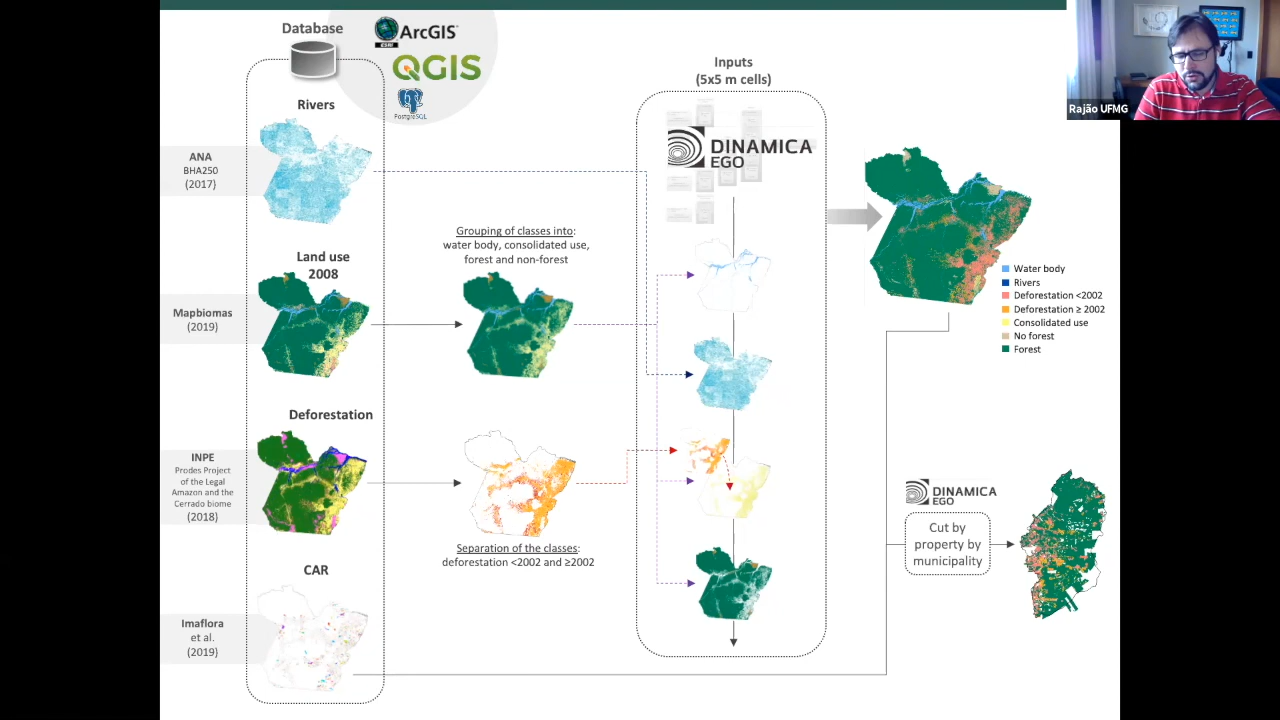 Database
ArcGIS
ESRI
QGIS
PostgreSQL
Rivers
ANA
BHA250
(2017)
Land use
2008
Mapbiomas
(2019)
Grouping of classes into:
water body, consolidated use,
forest and non-forest
Deforestation
INPE
Prodes Project
of the Legal
Amazon and the
Cerrado biome
(2018)
Separation of the classes:
deforestation <2002 and ≥2002
CAR
Imaflora
et al.
(2019)
Inputs
(5x5 m cells)
DINAMICA
EGO
Water body
Rivers
Deforestation <2002
Deforestation ≥ 2002
Consolidated use
No forest
Forest
DINAMICA
EGO
Cut by
property by
municipality
Rajão UFMG